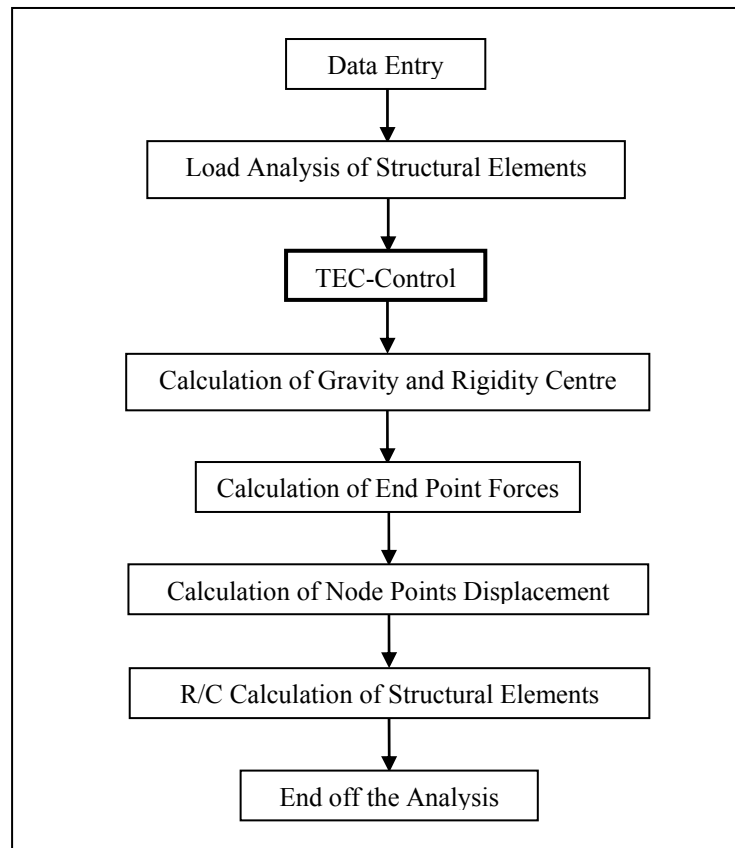 Data Entry
Load Analysis of Structural Elements
TEC-Control
Calculation of Gravity and Rigidity Centre
Calculation of End Point Forces
Calculation of Node Points Displacement
R/C Calculation of Structural Elements
End off the Analysis